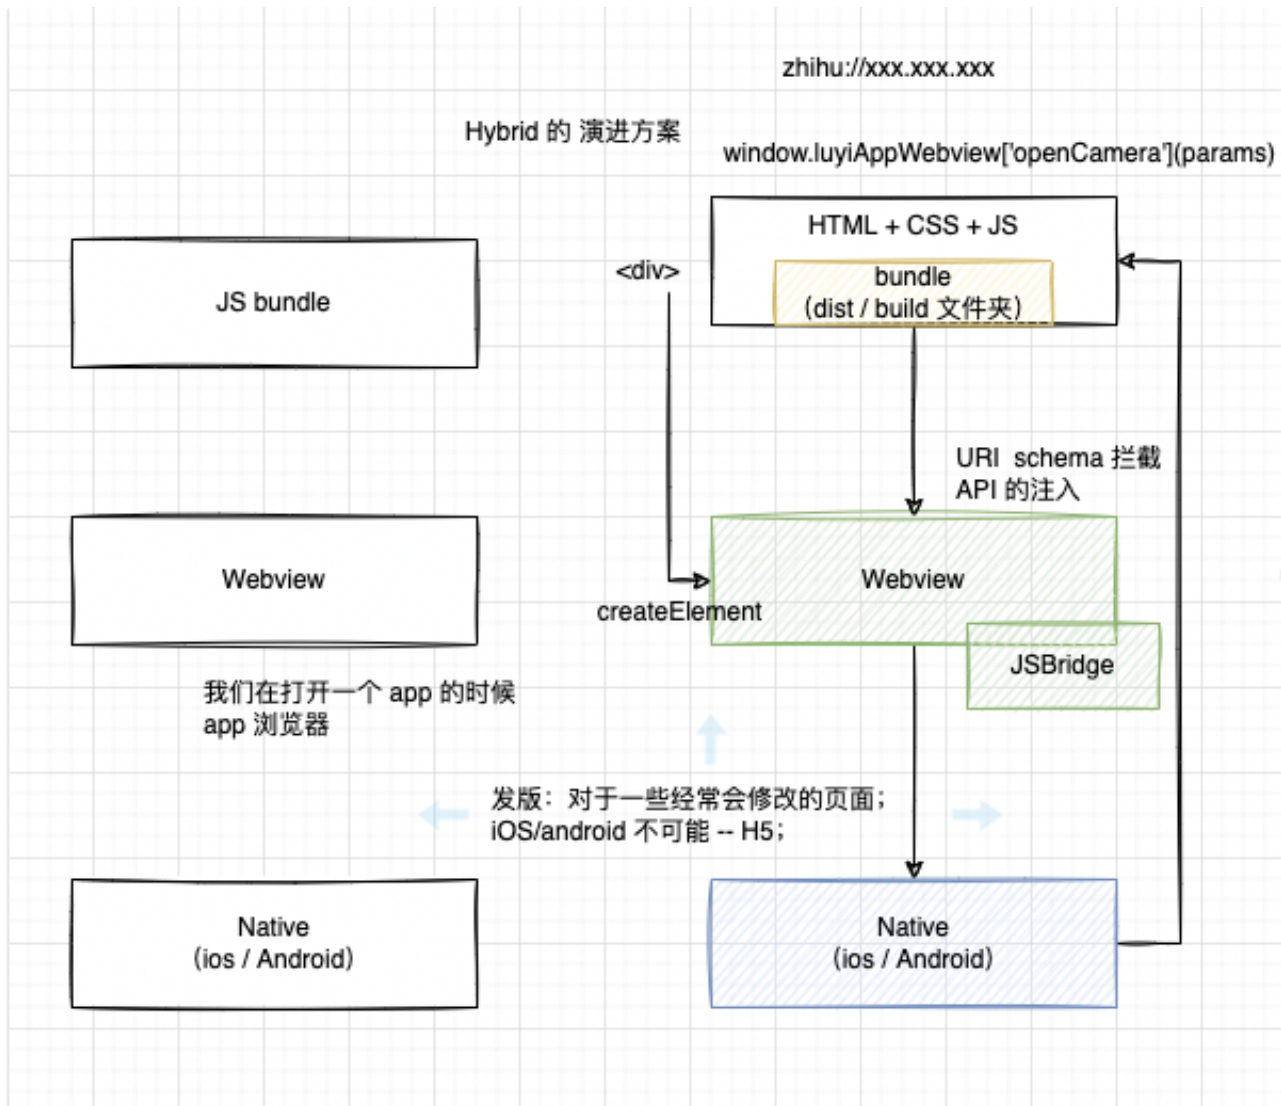 zhihu://xxx.xxx.xxx
Hybrid 的 演进方案
window.luyiAppWebview['openCamera'](params)
HTML + CSS + JS
<div>
bundle
（dist / build 文件夹）
JS bundle
URI  schema 拦截
API 的注入
Webview
Webview
createElement
JSBridge
我们在打开一个 app 的时候
app 浏览器
发版：对于一些经常会修改的页面；
iOS/android 不可能 -- H5；
Native
（ios / Android）
Native
（ios / Android）